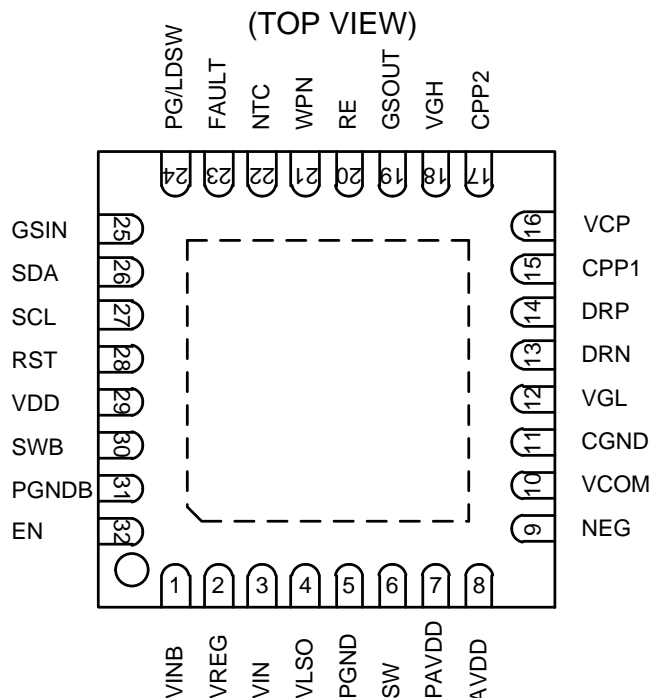 (TOP VIEW)
PG/LDSW
FAULT
NTC
WPN
RE
GSOUT
VGH
CPP2
24
23
22
21
20
19
18
17
GSIN 25
SDA 26
SCL 27
RST 28
VDD 29
SWB 30
PGNDB 31
EN 32
16 VCP
15 CPP1
14 DRP
13 DRN
12 VGL
11 CGND
10 VCOM
9 NEG
1
2
3
4
5
6
7
8
VINB
VREG
VIN
VLSO
PGND
SW
PAVDD
AVDD